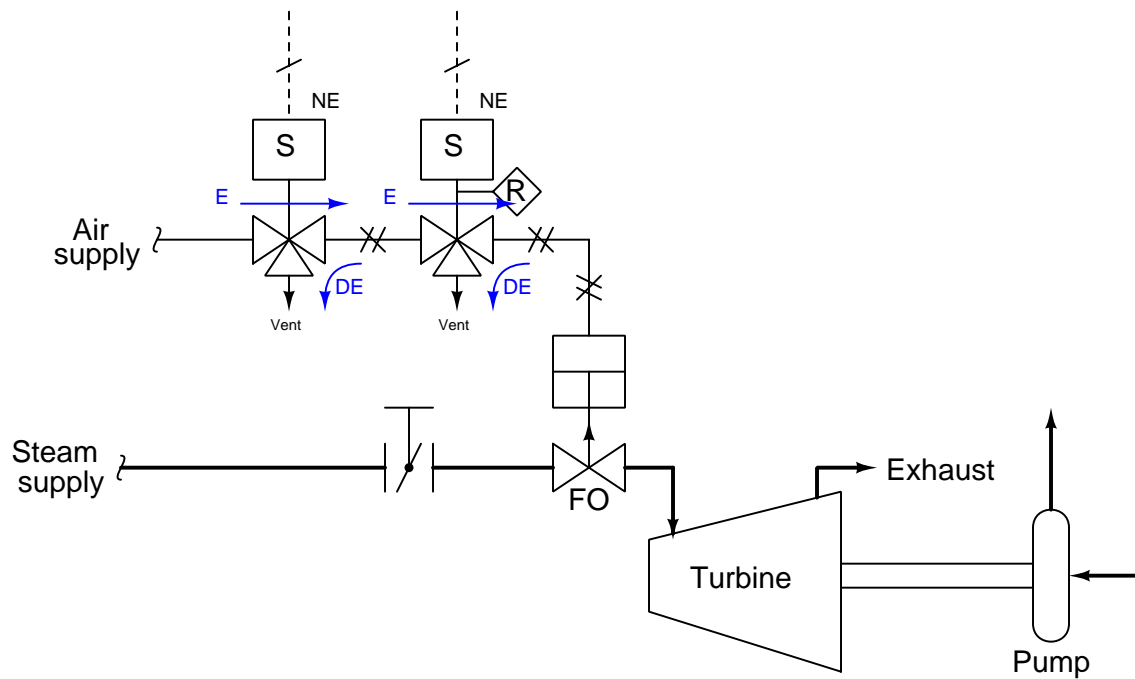 NE
NE
S
S
R
E
E
Air
supply
DE
DE
Vent
Vent
Steam
supply
FO
Exhaust
Turbine
Pump